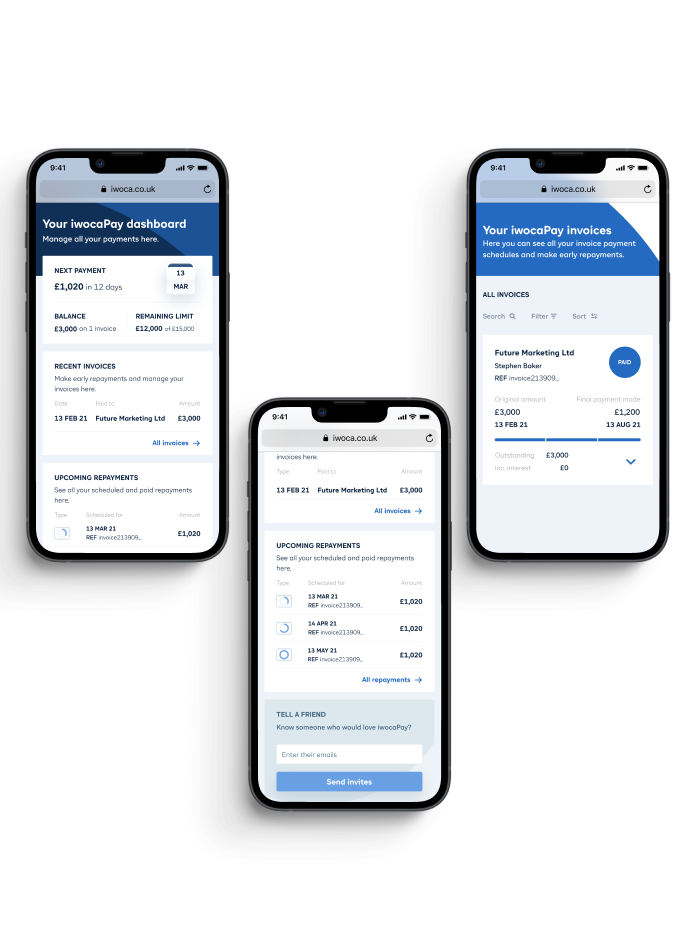 9:41
iwoca.co.uk
Your iwocaPay dashboard
Manage all your payments here.
NEXT PAYMENT
£1,020 in 12 days
13
MAR
BALANCE
REMAINING LIMIT
£3,000 on 1 invoice
£12,000 of £15,000
RECENT INVOICES
Make early repayments and manage your
invoices here.
Date Paid to Amount
13 FEB 21 Future Marketing Ltd £3,000
All invoices →
UPCOMING REPAYMENTS
See all your scheduled and paid repayments
here.
Type Scheduled for Amount
13 MAR 21
REF invoice213909_
£1,020
9:41
iwoca.co.uk
invoices here.
Type Paid to Amount
13 FEB 21 Future Marketing Ltd £3,000
All invoices →
UPCOMING REPAYMENTS
See all your scheduled and paid repayments
here.
Type Scheduled for Amount
13 MAR 21
REF invoice213909_
£1,020
14 APR 21
REF invoice213909_
£1,020
13 MAY 21
REF invoice213909_
£1,020
All repayments →
TELL A FRIEND
Know someone who would love iwocaPay?
Enter their emails
Send invites
9:41
iwoca.co.uk
Your iwocaPay invoices
Here you can see all your invoice payment
schedules and make early repayments.
ALL INVOICES
Search Filter Sort
Future Marketing Ltd
Stephen Baker
REF invoice213909_
PAID
Original amount Final payment made
£3,000 £1,200
13 FEB 21 13 AUG 21
Outstanding £3,000
inc. interest £0